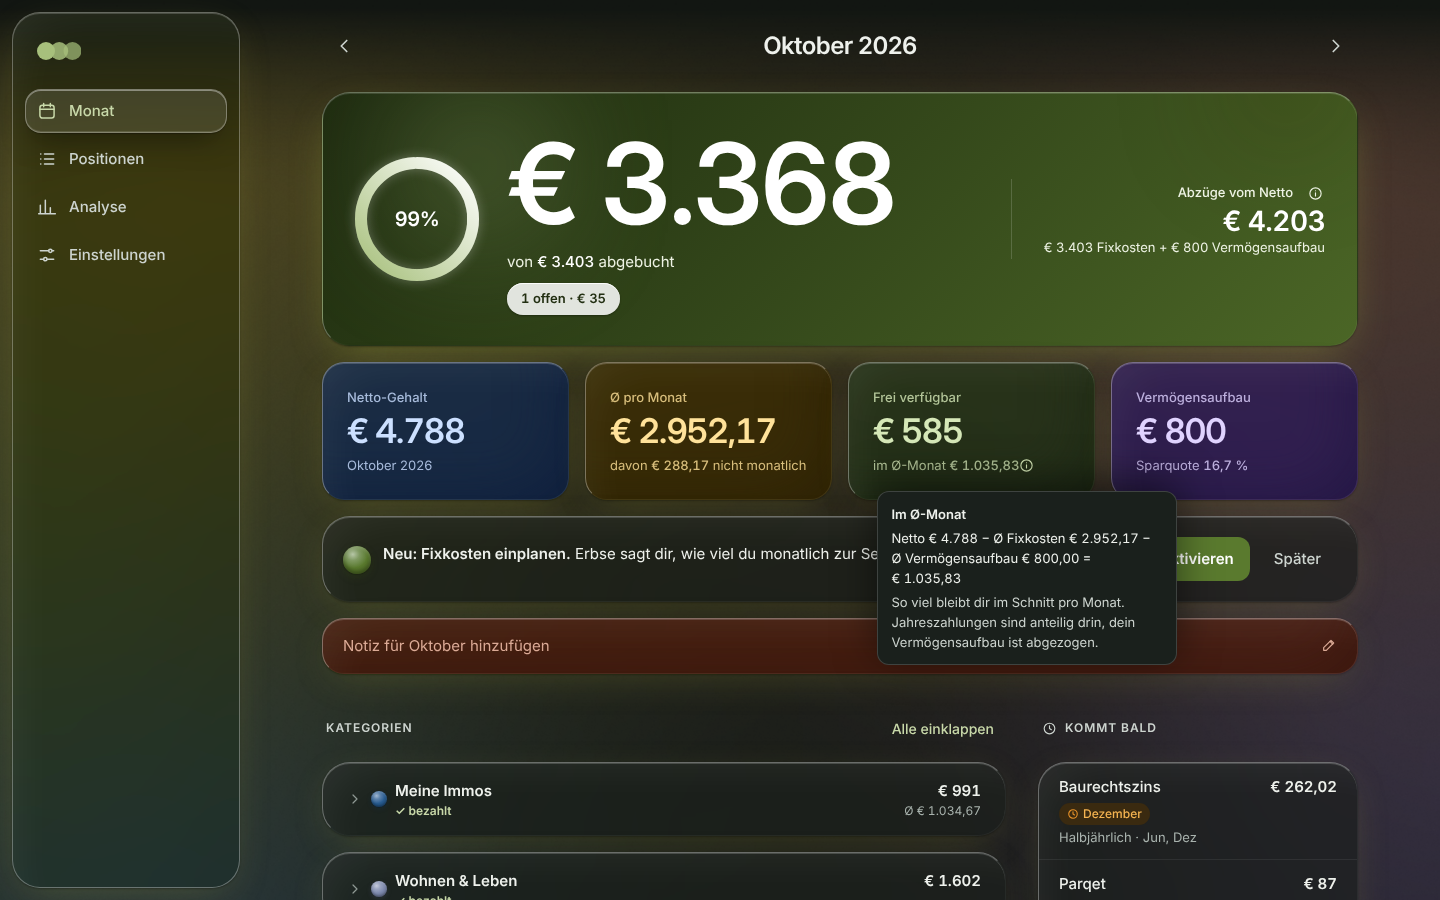 Oktober 2026
Monat
Positionen
Analyse
Einstellungen
99%
€ 3.368
von € 3.403 abgebucht
1 offen · € 35
Abzüge vom Netto
€ 4.203
€ 3.403 Fixkosten + € 800 Vermögensaufbau
Netto-Gehalt
€ 4.788
Oktober 2026
Ø pro Monat
€ 2.952,17
davon € 288,17 nicht monatlich
Frei verfügbar
€ 585
im Ø-Monat € 1.035,83
Vermögensaufbau
€ 800
Sparquote 16,7 %
Neu: Fixkosten einplanen. Erbse sagt dir, wie viel du monatlich zur Se
tivieren
Später
Im Ø-Monat
Netto € 4.788 − Ø Fixkosten € 2.952,17 −
Ø Vermögensaufbau € 800,00 =
€ 1.035,83
So viel bleibt dir im Schnitt pro Monat.
Jahreszahlungen sind anteilig drin, dein
Vermögensaufbau ist abgezogen.
Notiz für Oktober hinzufügen
KATEGORIEN
Alle einklappen
Meine Immos
✓ bezahlt
€ 991
Ø € 1.034,67
Wohnen & Leben
✓ bezahlt
€ 1.602
KOMMT BALD
Baurechtszins
€ 262,02
Dezember
Halbjährlich · Jun, Dez
Parqet
€ 87